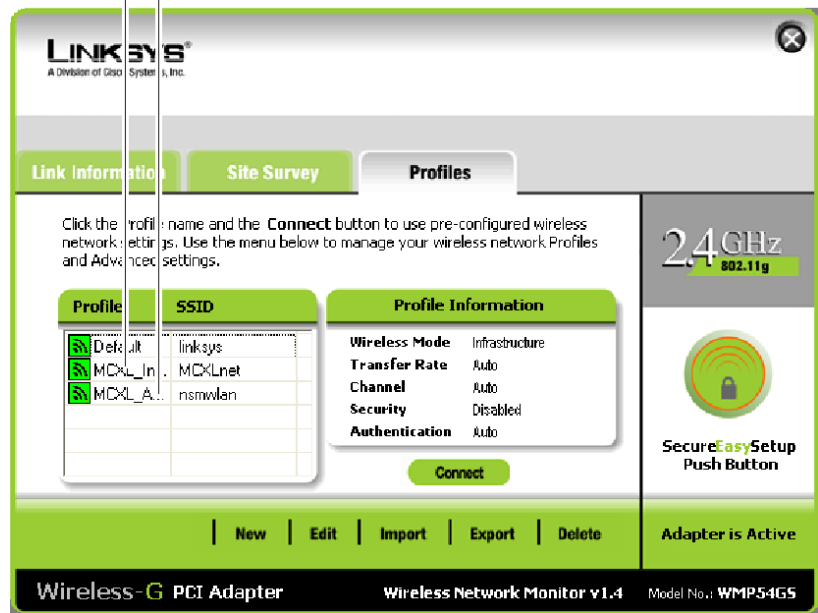 LINKSYS®
A Division of Cisco Systems, Inc.
Link Information Site Survey Profiles
Click the Profile name and the Connect button to use pre-configured wireless
network settings. Use the menu below to manage your wireless network Profiles
and Advanced settings.
2.4GHz
802.11g
Profile SSID
Default linksys
MCXL_In... MCXLnet
MCXL_A... nsmwlan
Profile Information
Wireless Mode Infrastructure
Transfer Rate Auto
Channel Auto
Security Disabled
Authentication Auto
Connect
SecureEasySetup
Push Button
New Edit Import Export Delete
Adapter is Active
Wireless-G PCI Adapter Wireless Network Monitor v1.4 Model No.: WMP54GS